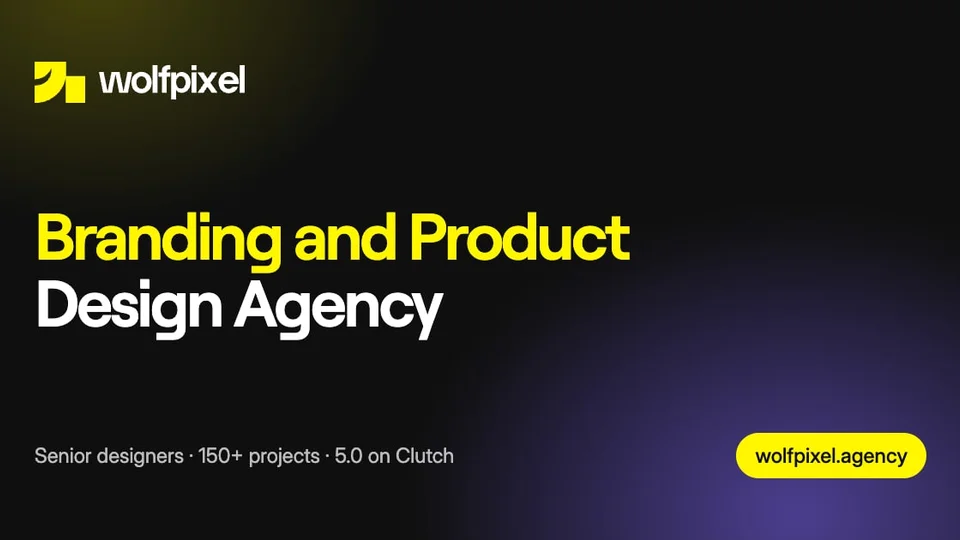 wolfpixel
Branding and Product
Design Agency
Senior designers · 150+ projects · 5.0 on Clutch
wolfpixel.agency